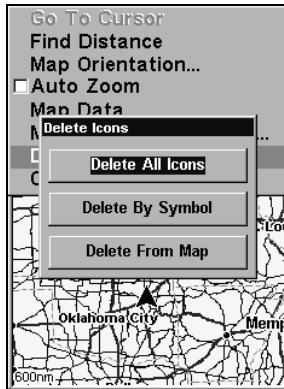 Go To Cursor
Find Distance
Map Orientation...
Auto Zoom
Map Data
Delete Icons
Delete All Icons
Delete By Symbol
Delete From Map
Oklahoma City
600nm